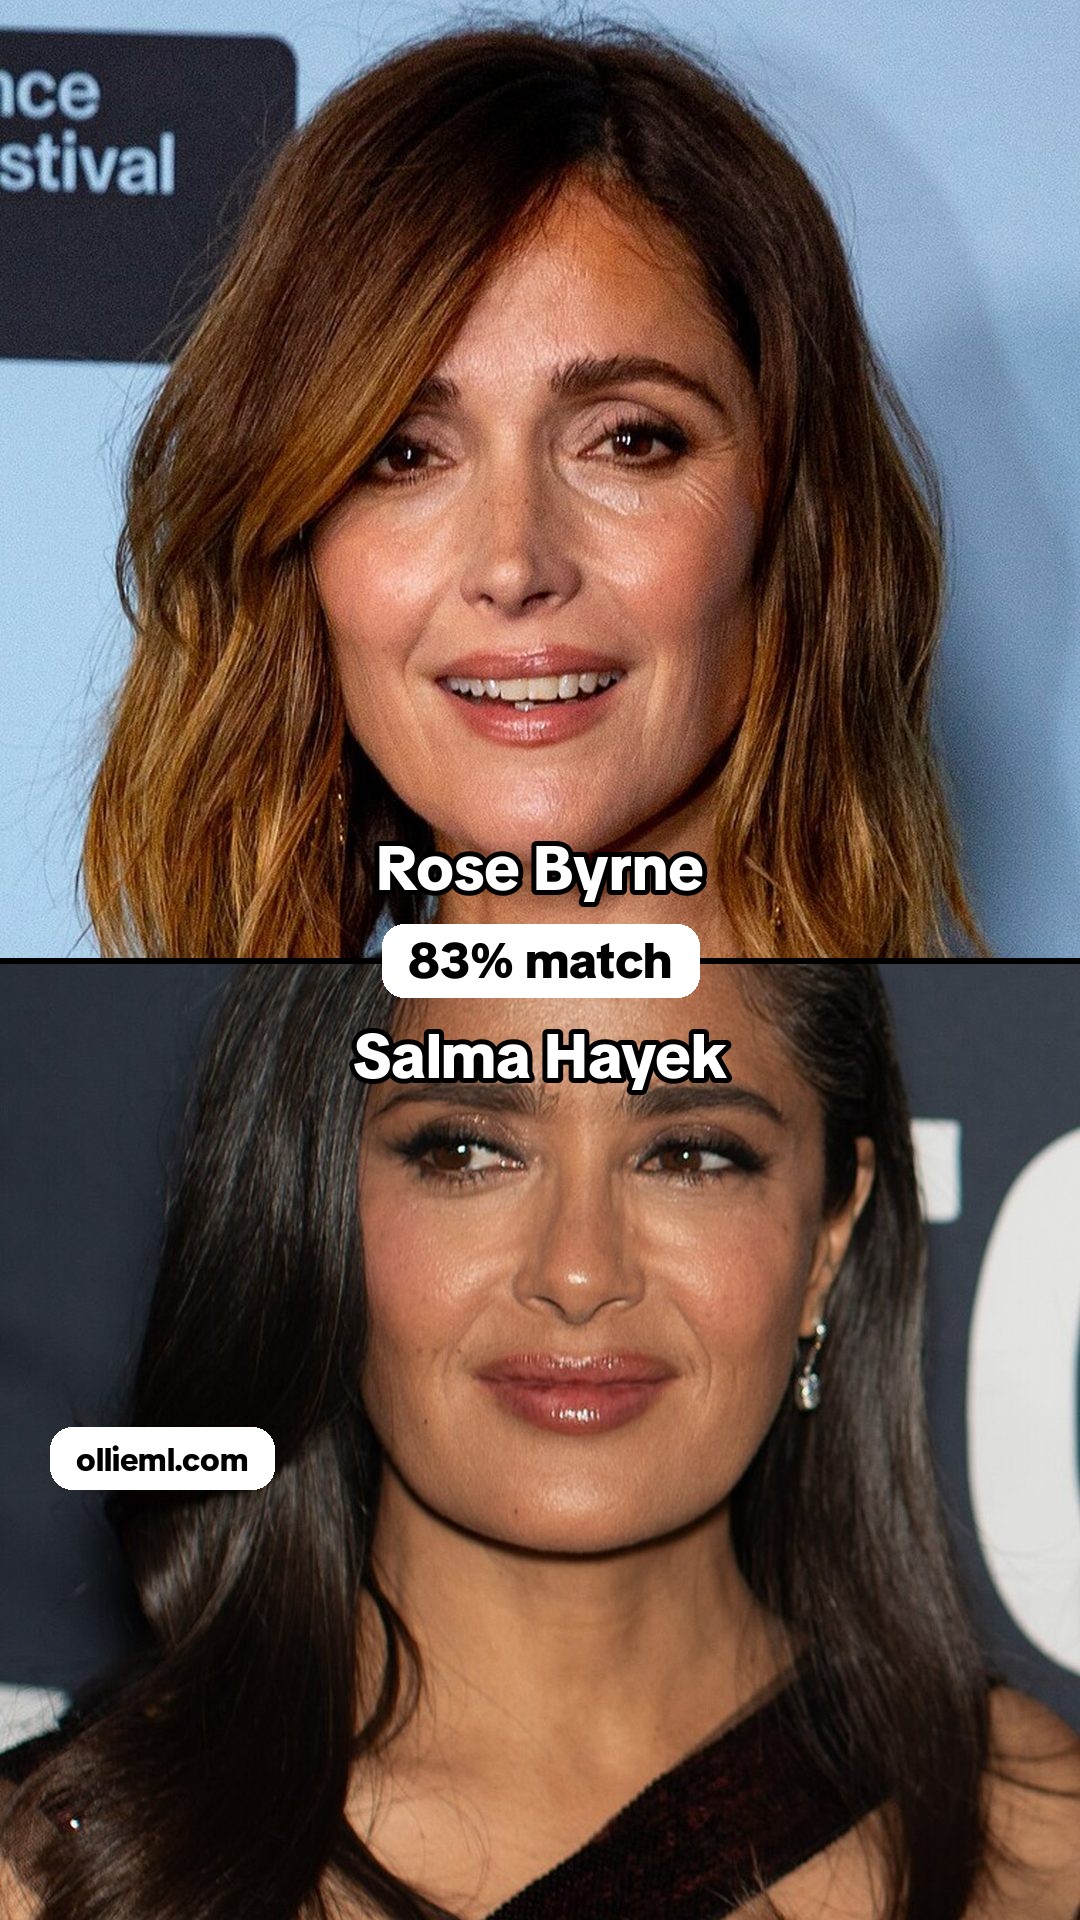 nce
stival
Rose Byrne
83% match
Salma Hayek
ollieml.com